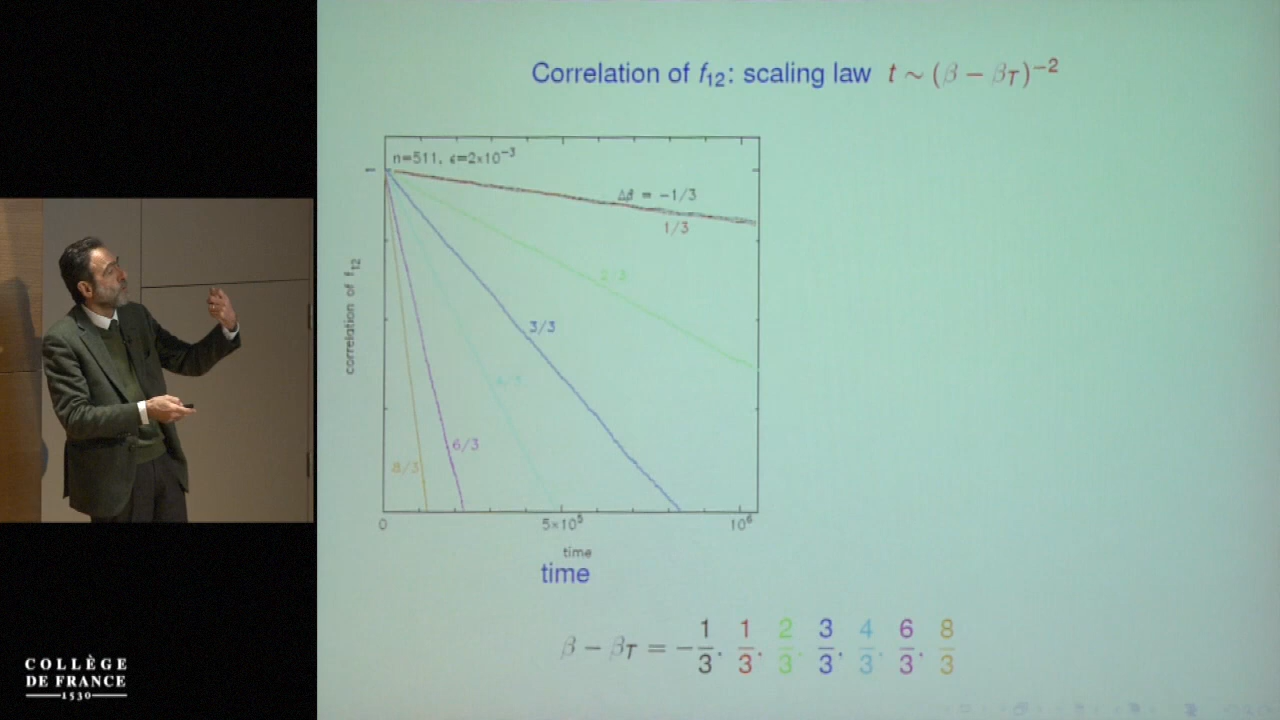 Correlation of f₁₂: scaling law t ∼ (β − β_T)⁻²
n=511, ϵ=2×10⁻³
Δβ = −1/3
1/3
2/3
3/3
4/3
6/3
8/3
correlation of f₁₂
0 5×10⁵ 10⁶
time
time
β − β_T = −1/3, 1/3, 2/3, 3/3, 4/3, 6/3, 8/3
COLLÈGE
DE FRANCE
1530